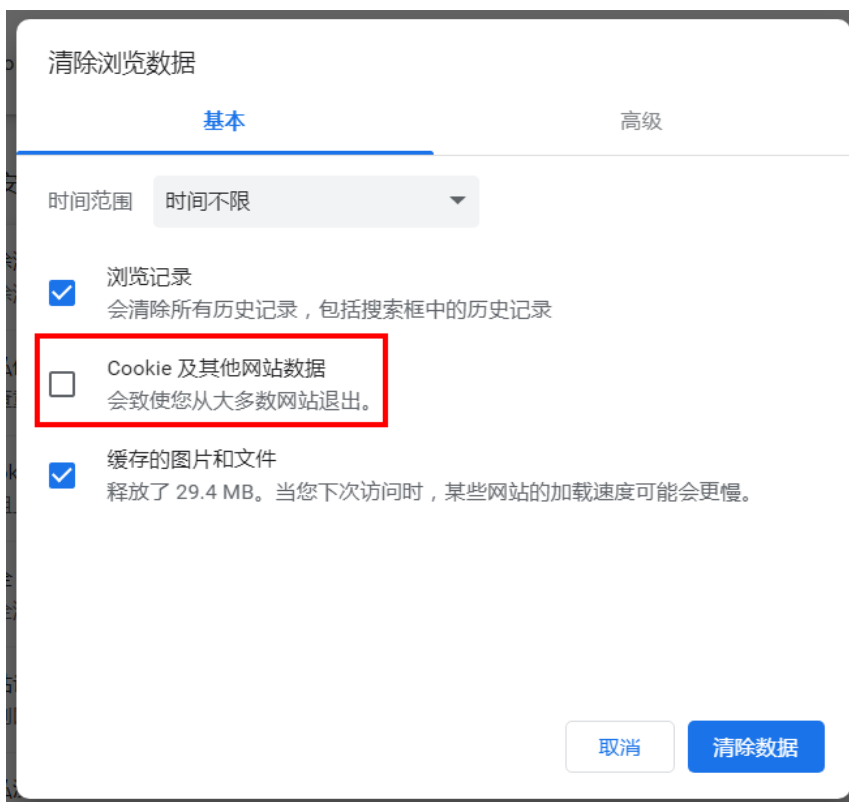 清除浏览数据
基本
高级
时间范围
时间不限
浏览记录
会清除所有历史记录，包括搜索框中的历史记录
Cookie 及其他网站数据
会致使您从大多数网站退出。
缓存的图片和文件
释放了 29.4 MB。当您下次访问时，某些网站的加载速度可能会更慢。
取消
清除数据